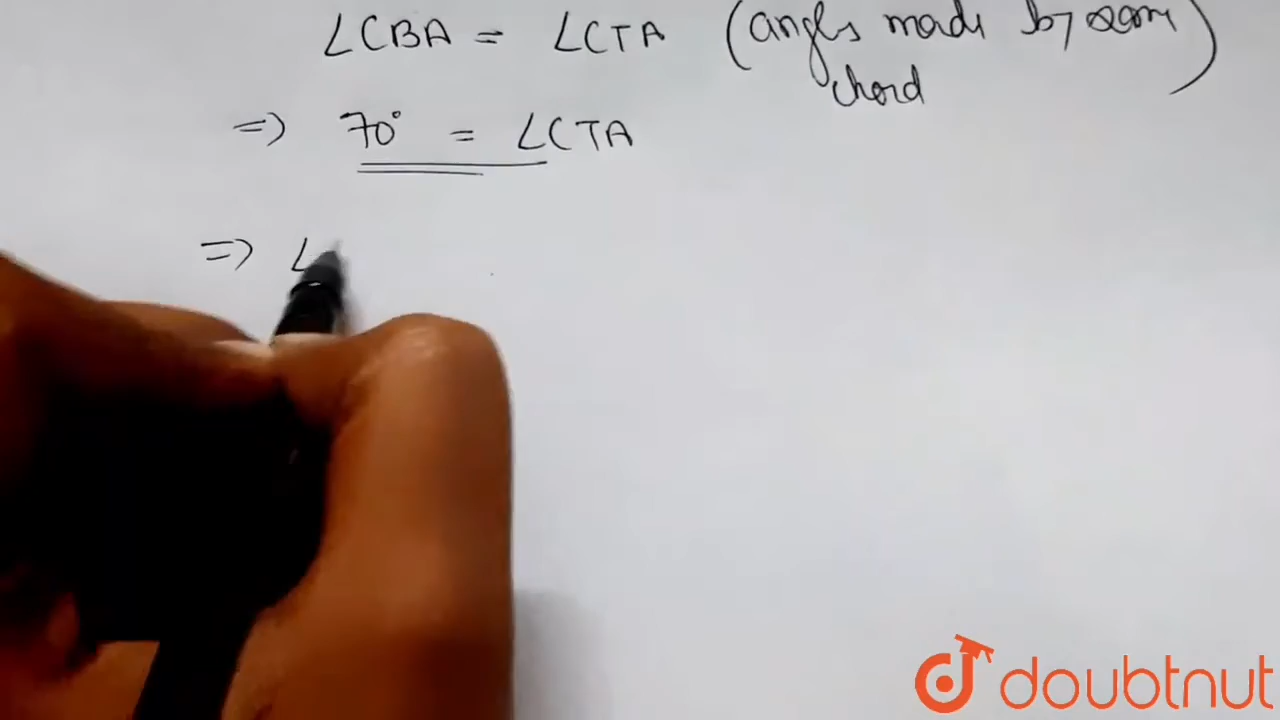 ∠CBA = ∠CTA (angles made by same
chord)
=> 70° = ∠CTA
=> ∠
doubtnut